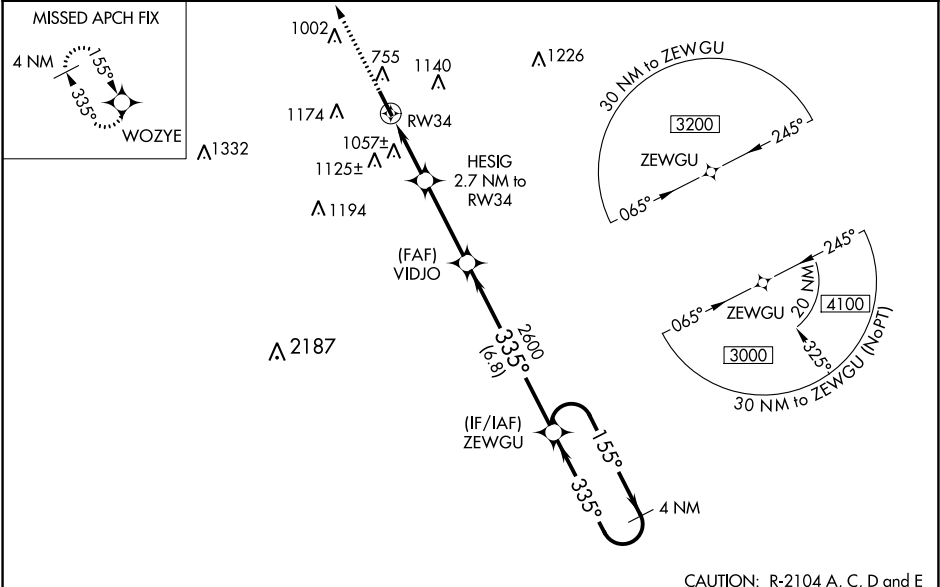 MISSED APCH FIX
4 NM
155°
335°
WOZYE
1002
755
1140
1226
1174
RW34
1057±
1125±
1332
1194
HESIG
2.7 NM to
RW34
(FAF)
VIDJO
2187
2600
335°
(6.8)
(IF/IAF)
ZEWGU
155°
335°
4 NM
30 NM to ZEWGU
3200
245°
ZEWGU
065°
245°
20 NM
065°
ZEWGU
4100
325°
3000
30 NM to ZEWGU (NoPT)
CAUTION: R-2104 A, C, D and E